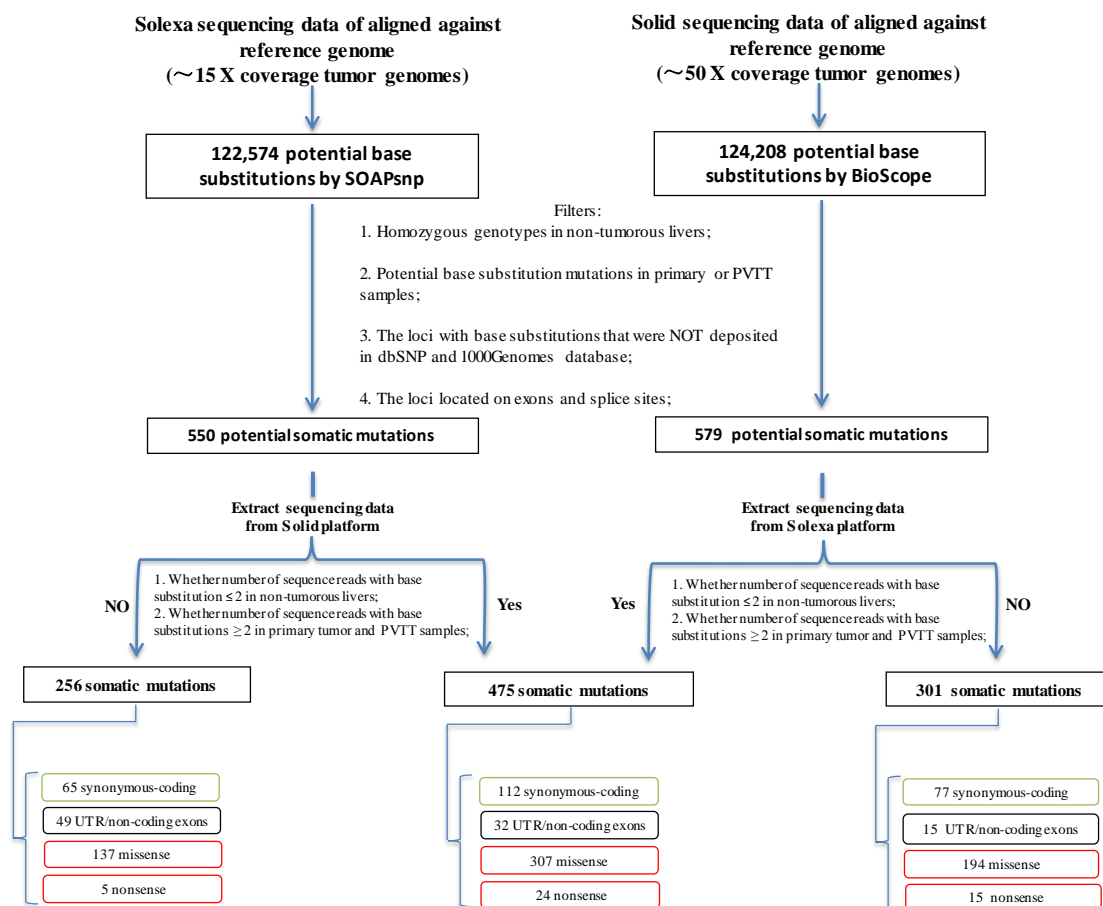 Solexa sequencing data of aligned against
reference genome
(~15 X coverage tumor genomes)
Solid sequencing data of aligned against
reference genome
(~50 X coverage tumor genomes)
122,574 potential base
substitutions by SOAPsnp
124,208 potential base
substitutions by BioScope
Filters:
1. Homozygous genotypes in non-tumorous livers;
2. Potential base substitution mutations in primary or PVTT
samples;
3. The loci with base substitutions that were NOT deposited
in dbSNP and 1000Genomes database;
4. The loci located on exons and splice sites;
550 potential somatic mutations
579 potential somatic mutations
Extract sequencing data
from Solid platform
Extract sequencing data
from Solexa platform
NO
1. Whether number of sequence reads with base
substitution ≤ 2 in non-tumorous livers;
2. Whether number of sequence reads with base
substitutions ≥ 2 in primary tumor and PVTT samples;
Yes
Yes
1. Whether number of sequence reads with base
substitution ≤ 2 in non-tumorous livers;
2. Whether number of sequence reads with base
substitutions ≥ 2 in primary tumor and PVTT samples;
NO
256 somatic mutations
475 somatic mutations
301 somatic mutations
65 synonymous-coding
49 UTR/non-coding exons
137 missense
5 nonsense
112 synonymous-coding
32 UTR/non-coding exons
307 missense
24 nonsense
77 synonymous-coding
15 UTR/non-coding exons
194 missense
15 nonsense